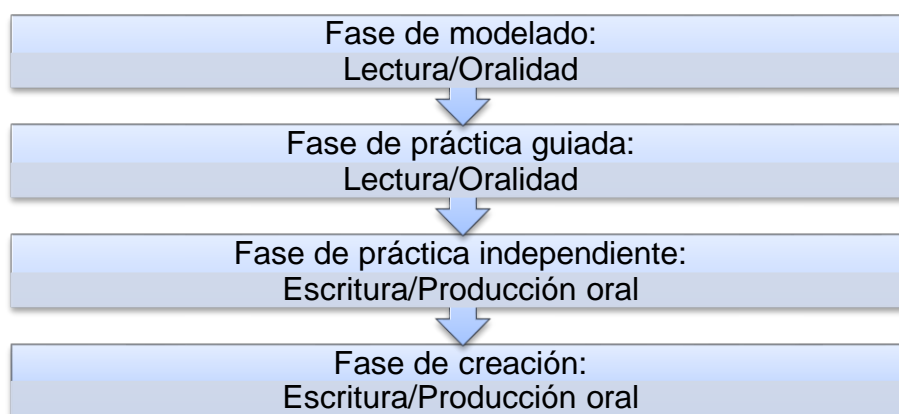 Fase de modelado:
Lectura/Oralidad
Fase de práctica guiada:
Lectura/Oralidad
Fase de práctica independiente:
Escritura/Producción oral
Fase de creación:
Escritura/Producción oral